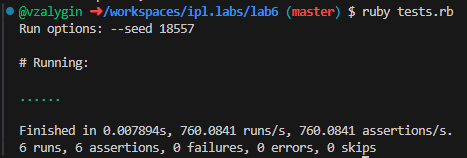 @vzalygin ➜ /workspaces/ipl.labs/lab6 (master) $ ruby tests.rb
Run options: --seed 18557
# Running:
......
Finished in 0.007894s, 760.0841 runs/s, 760.0841 assertions/s.
6 runs, 6 assertions, 0 failures, 0 errors, 0 skips